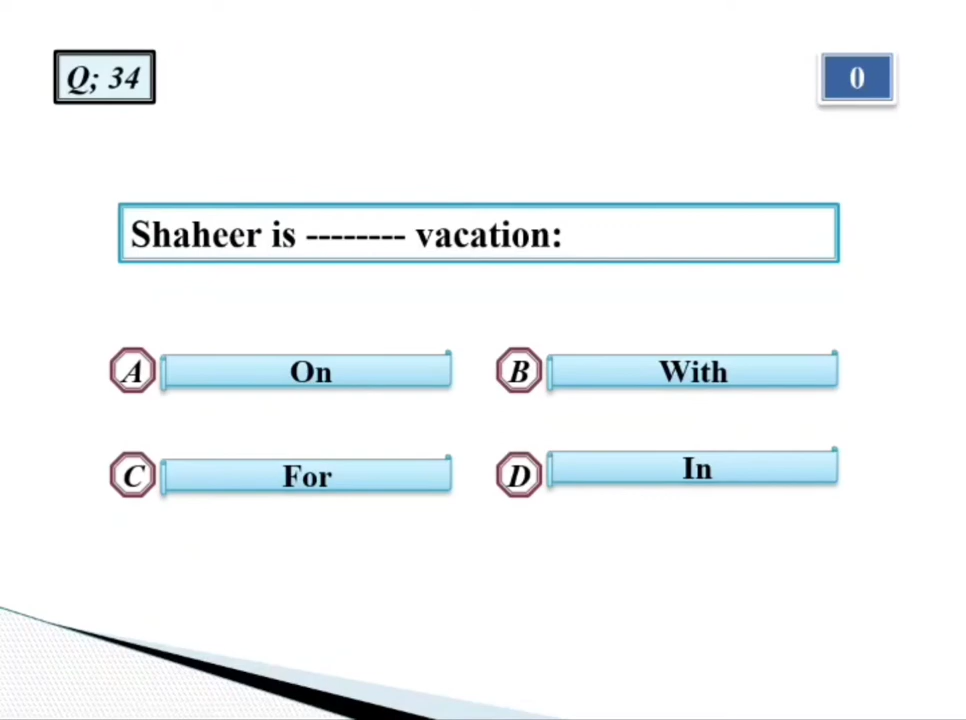 Q; 34
0
Shaheer is -------- vacation:
A On
B With
C For
D In